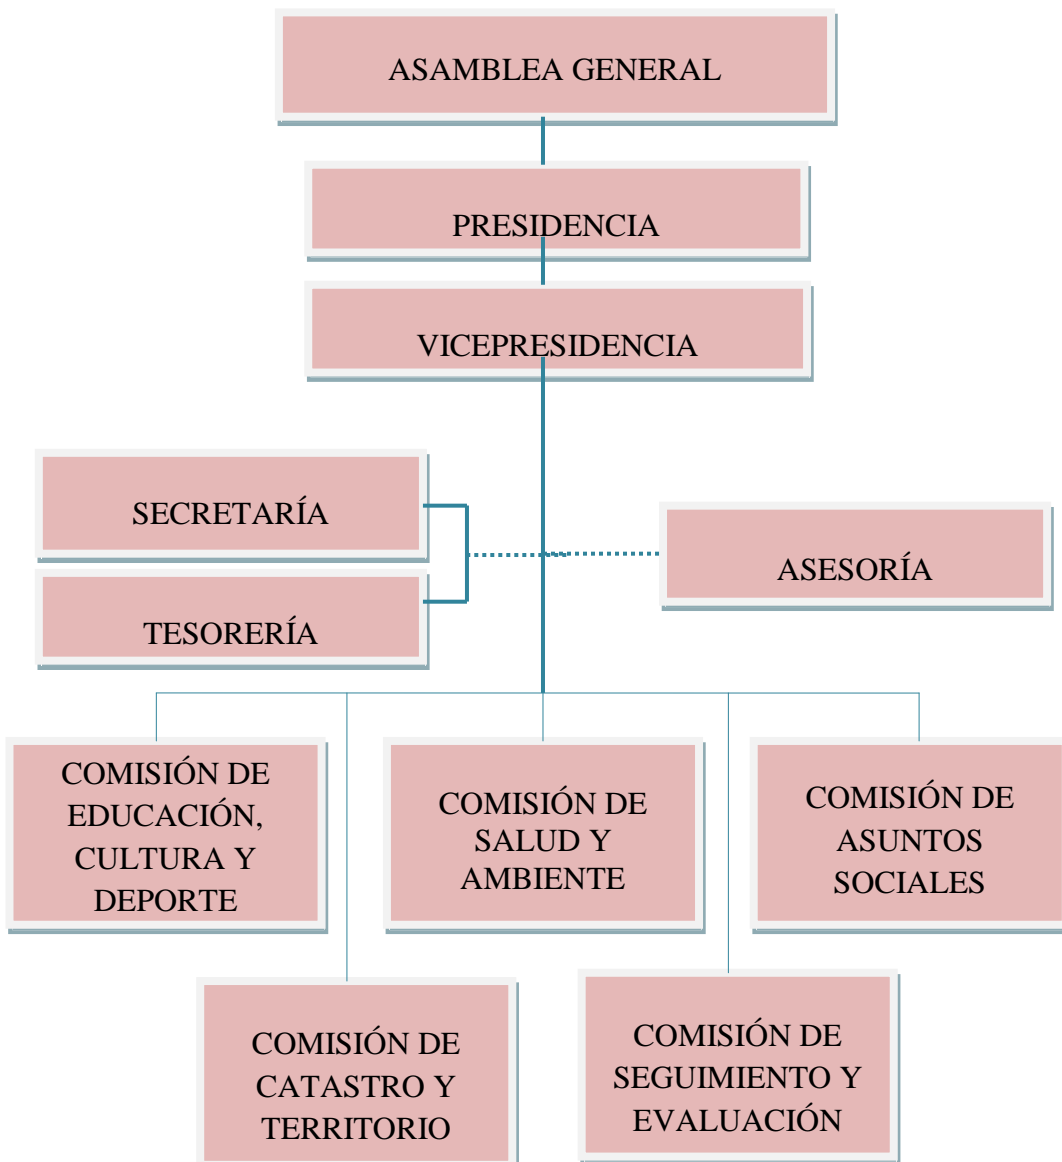 ASAMBLEA GENERAL
PRESIDENCIA
VICEPRESIDENCIA
SECRETARÍA
TESORERÍA
ASESORÍA
COMISIÓN DE
EDUCACIÓN,
CULTURA Y
DEPORTE
COMISIÓN DE
SALUD Y
AMBIENTE
COMISIÓN DE
ASUNTOS
SOCIALES
COMISIÓN DE
CATASTRO Y
TERRITORIO
COMISIÓN DE
SEGUIMIENTO Y
EVALUACIÓN